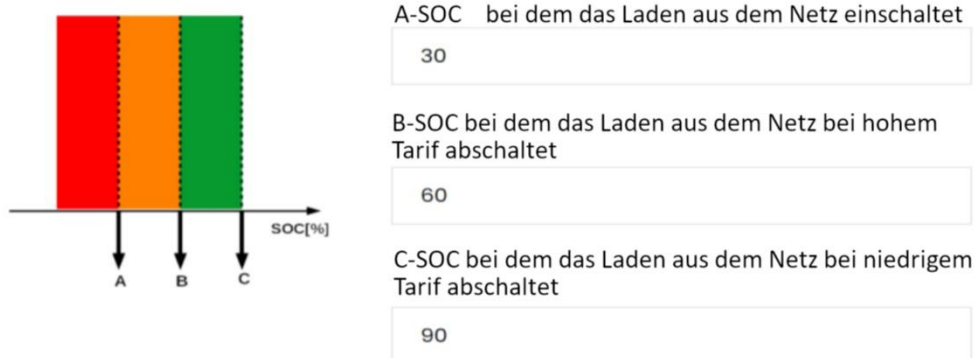 A-SOC bei dem das Laden aus dem Netz einschaltet
30
B-SOC bei dem das Laden aus dem Netz bei hohem
Tarif abschaltet
60
C-SOC bei dem das Laden aus dem Netz bei niedrigem
Tarif abschaltet
90
SOC[%]
A B C